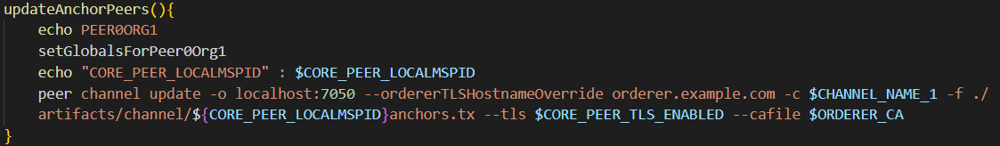 updateAnchorPeers(){
    echo PEER0ORG1
    setGlobalsForPeer0Org1
    echo "CORE_PEER_LOCALMSPID" : $CORE_PEER_LOCALMSPID
    peer channel update -o localhost:7050 --ordererTLSHostnameOverride orderer.example.com -c $CHANNEL_NAME_1 -f ./
    artifacts/channel/${CORE_PEER_LOCALMSPID}anchors.tx --tls $CORE_PEER_TLS_ENABLED --cafile $ORDERER_CA
}